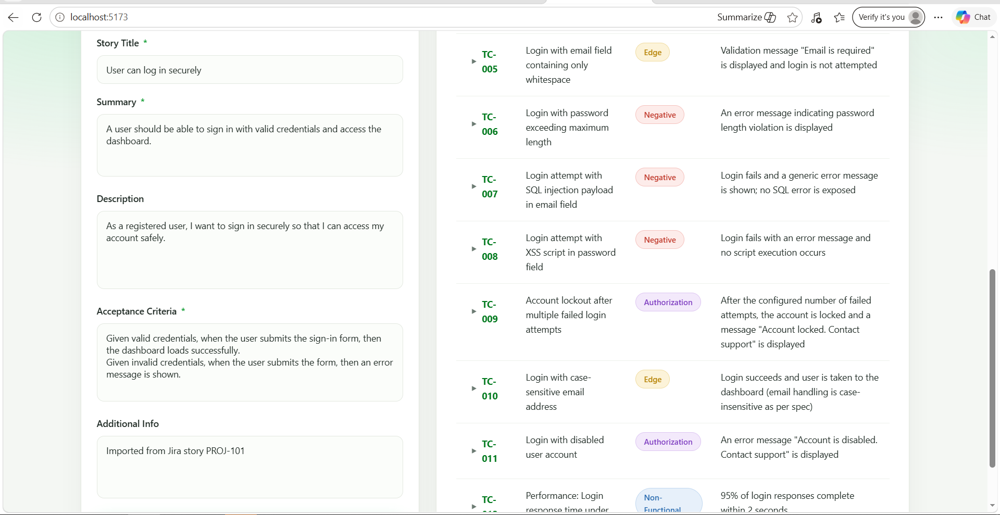 localhost:5173
Summarize
Verify it's you
Chat
Story Title *
User can log in securely
Summary *
A user should be able to sign in with valid credentials and access the
dashboard.
Description
As a registered user, I want to sign in securely so that I can access my
account safely.
Acceptance Criteria *
Given valid credentials, when the user submits the sign-in form, then
the dashboard loads successfully.
Given invalid credentials, when the user submits the form, then an error
message is shown.
Additional Info
Imported from Jira story PROJ-101
TC-
005
Login with email field
containing only
whitespace
Edge
Validation message "Email is required"
is displayed and login is not attempted
TC-
006
Login with password
exceeding maximum
length
Negative
An error message indicating password
length violation is displayed
TC-
007
Login attempt with
SQL injection payload
in email field
Negative
Login fails and a generic error message
is shown; no SQL error is exposed
TC-
008
Login attempt with
XSS script in password
field
Negative
Login fails with an error message and
no script execution occurs
TC-
009
Account lockout after
multiple failed login
attempts
Authorization
After the configured number of failed
attempts, the account is locked and a
message "Account locked. Contact
support" is displayed
TC-
010
Login with case-
sensitive email
address
Edge
Login succeeds and user is taken to the
dashboard (email handling is case-
insensitive as per spec)
TC-
011
Login with disabled
user account
Authorization
An error message "Account is disabled.
Contact support" is displayed
TC-
Performance: Login
response time under
Non-
Functional
95% of login responses complete
within 2 seconds